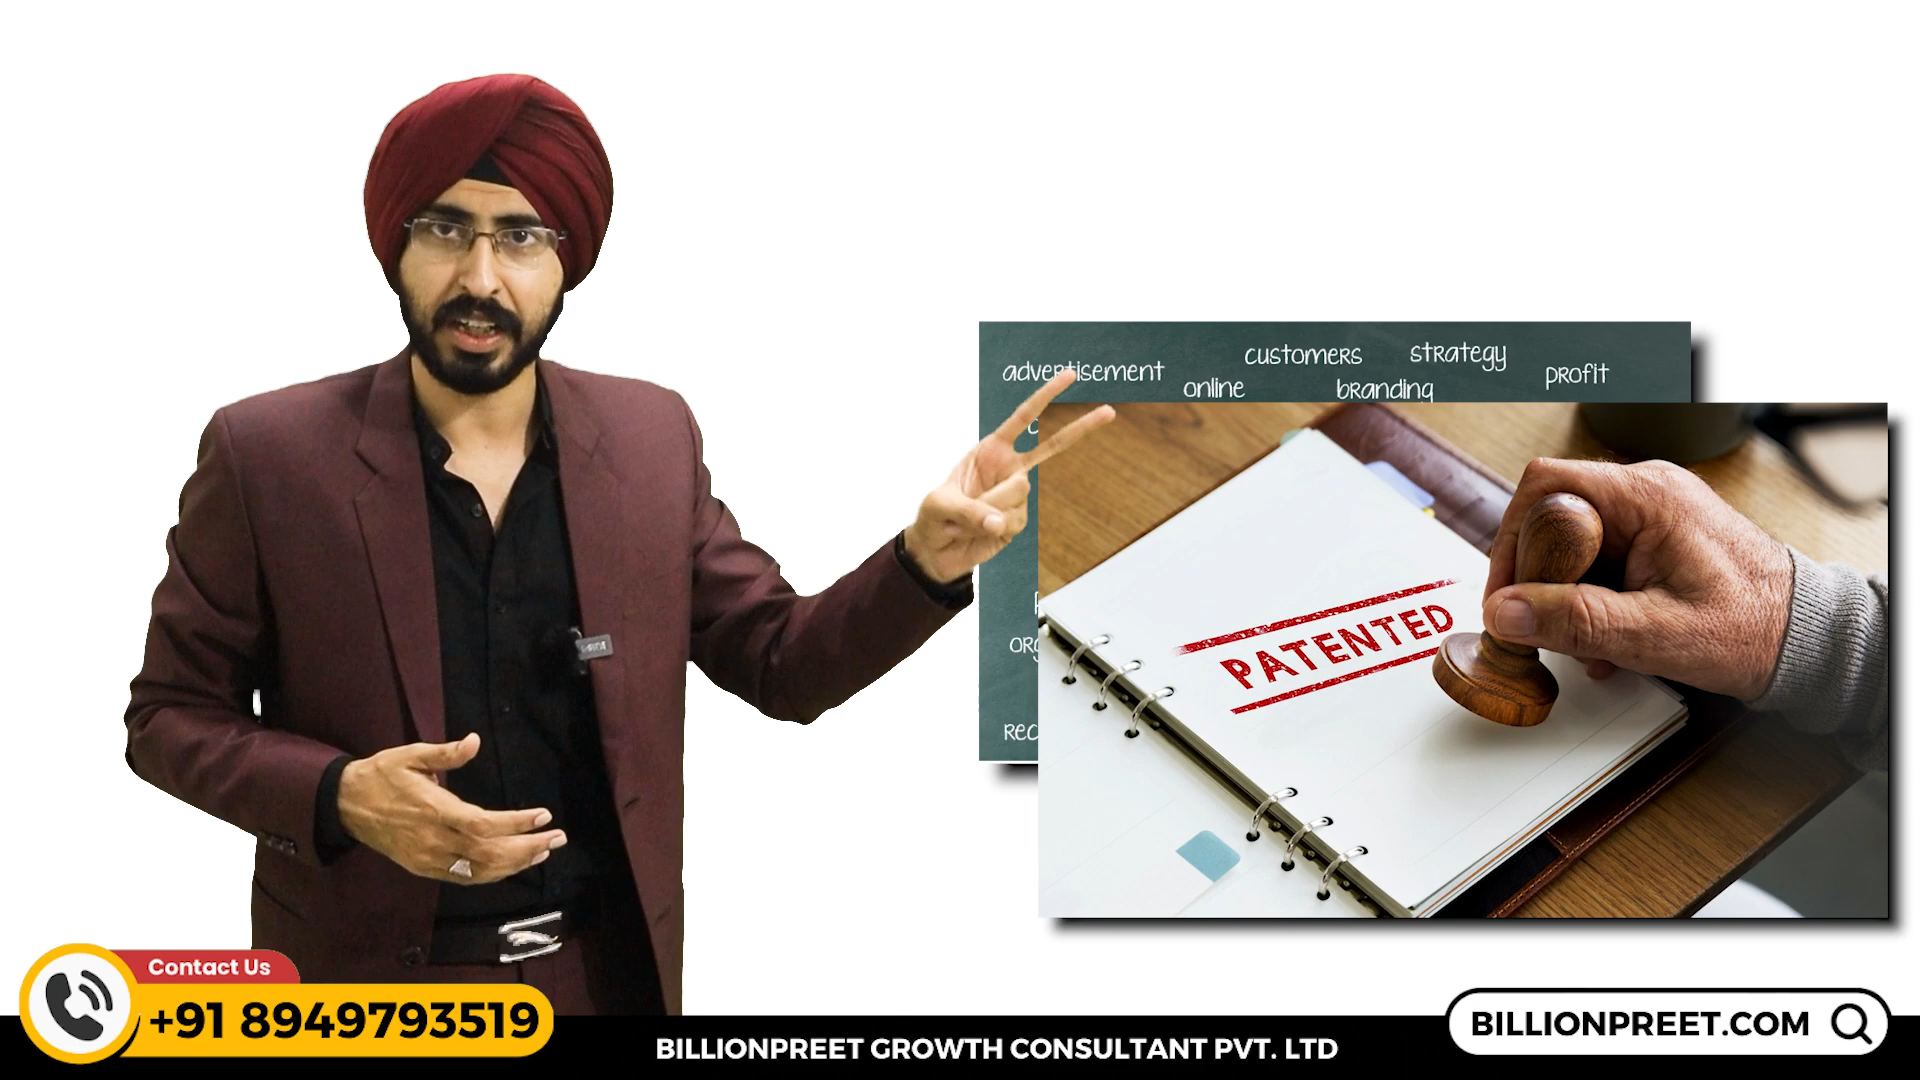 advertisement
customers
strategy
online
branding
profit
PATENTED
Contact Us
+91 8949793519
BILLIONPREET GROWTH CONSULTANT PVT. LTD
BILLIONPREET.COM